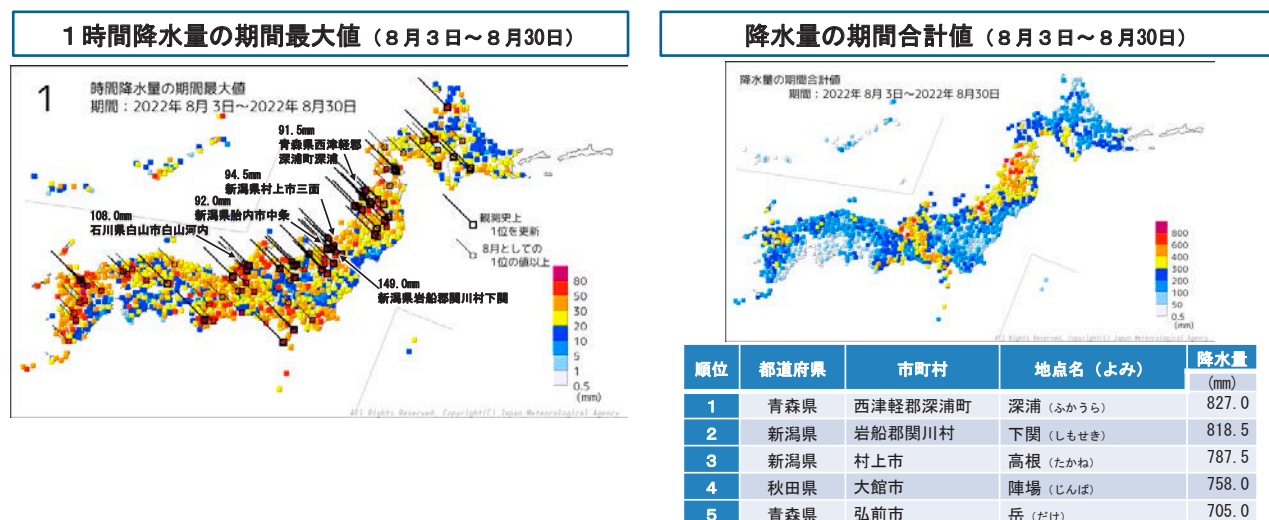 １時間降水量の期間最大値（８月３日～８月30日）
1
時間降水量の期間最大値
期間：2022年 8月 3日～2022年 8月30日
91.5mm
青森県西津軽郡
深浦町深浦
94.5mm
新潟県村上市三面
92.0mm
新潟県胎内市中条
108.0mm
石川県白山市白山河内
観測史上
1位を更新
8月としての
1位の値以上
149.0mm
新潟県岩船郡関川村下関
80
50
30
20
10
5
1
0.5
(mm)
All Rights Reserved, Copyright(C) Japan Meteorological Agency
降水量の期間合計値（８月３日～８月30日）
降水量の期間合計値
期間：2022年 8月 3日～2022年 8月30日
800
600
400
300
200
100
50
0.5
(mm)
All Rights Reserved, Copyright(C) Japan Meteorological Agency
順位 都道府県 市町村 地点名（よみ） 降水量
(mm)
1 青森県 西津軽郡深浦町 深浦（ふかうら） 827.0
2 新潟県 岩船郡関川村 下関（しもせき） 818.5
3 新潟県 村上市 高根（たかね） 787.5
4 秋田県 大館市 陣場（じんば） 758.0
5 青森県 弘前市 岳（だけ） 705.0